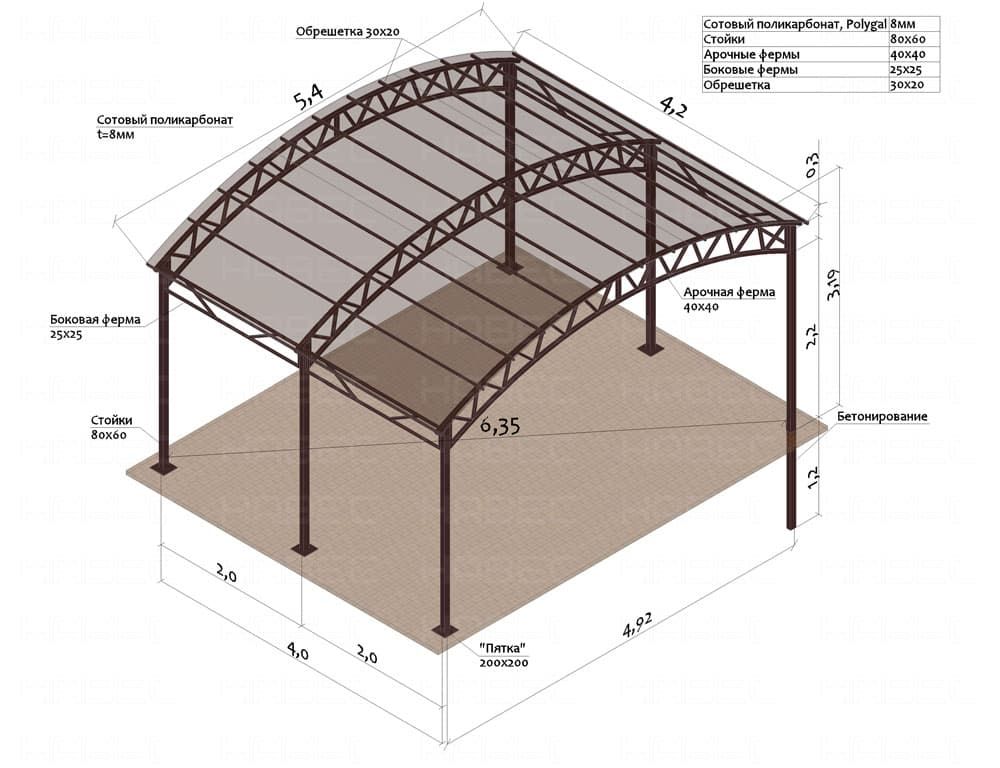 Сотовый поликарбонат, Polygal 8мм
Стойки 80х60
Арочные фермы 40х40
Боковые фермы 25х25
Обрешетка 30х20
Обрешетка 30х20
5,4
4,2
Сотовый поликарбонат
t=8мм
0,3
3,19
2,2
Арочная ферма
40х40
Боковая ферма
25х25
Стойки
80х60
6,35
Бетонирование
1,2
2,0
4,0
2,0
4,92
"Пятка"
200х200
НАВЕС